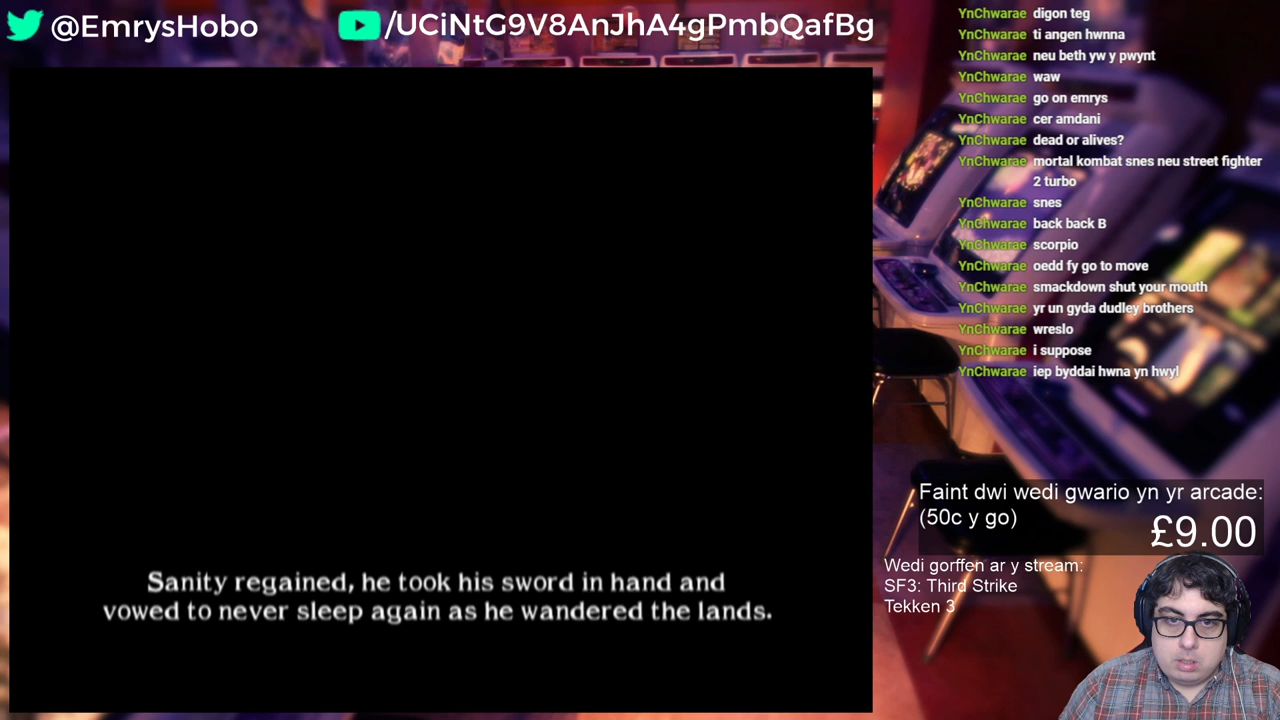 @EmrysHobo
/UCiNtG9V8AnJhA4gPmbQafBg
YnChwarae digon teg
YnChwarae ti angen hwnna
YnChwarae neu beth yw y pwynt
YnChwarae waw
YnChwarae go on emrys
YnChwarae cer amdani
YnChwarae dead or alives?
YnChwarae mortal kombat snes neu street fighter
2 turbo
YnChwarae snes
YnChwarae back back B
YnChwarae scorpio
YnChwarae oedd fy go to move
YnChwarae smackdown shut your mouth
YnChwarae yr un gyda dudley brothers
YnChwarae wreslo
YnChwarae i suppose
YnChwarae iep byddai hwna yn hwyl
Faint dwi wedi gwario yn yr arcade:
(50c y go)
£9.00
Wedi gorffen ar y stream:
SF3: Third Strike
Tekken 3
Sanity regained, he took his sword in hand and
vowed to never sleep again as he wandered the lands.